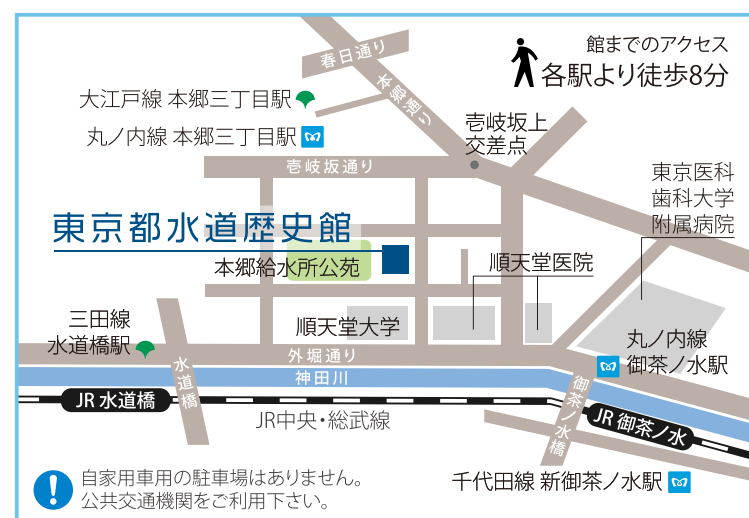 館までのアクセス
各駅より徒歩8分
春日通り
本郷通り
大江戸線 本郷三丁目駅
丸ノ内線 本郷三丁目駅
壱岐坂上
交差点
壱岐坂通り
東京医科
歯科大学
附属病院
東京都水道歴史館
本郷給水所公苑
順天堂医院
三田線
水道橋駅
順天堂大学
丸ノ内線
御茶ノ水駅
外堀通り
水道橋
神田川
御茶ノ水橋
JR 水道橋
JR中央・総武線
JR 御茶ノ水
自家用車用の駐車場はありません。
公共交通機関をご利用下さい。
千代田線 新御茶ノ水駅